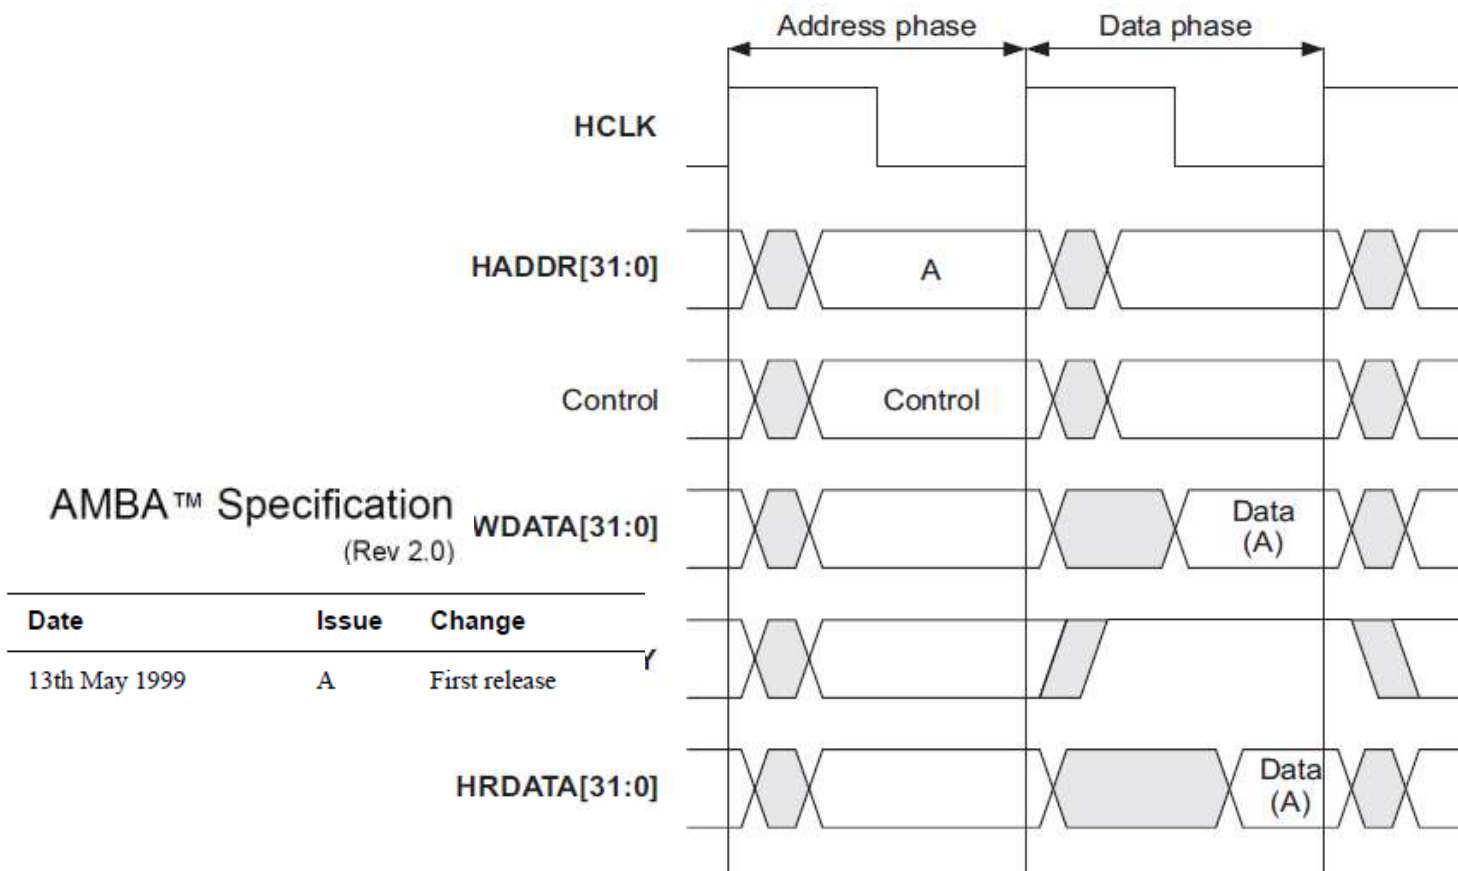 Address phase
Data phase
HCLK
HADDR[31:0]
A
Control
Control
AMBA™ Specification
(Rev 2.0)
WDATA[31:0]
Data
(A)
Date Issue Change
13th May 1999 A First release
Y
HRDATA[31:0]
Data
(A)